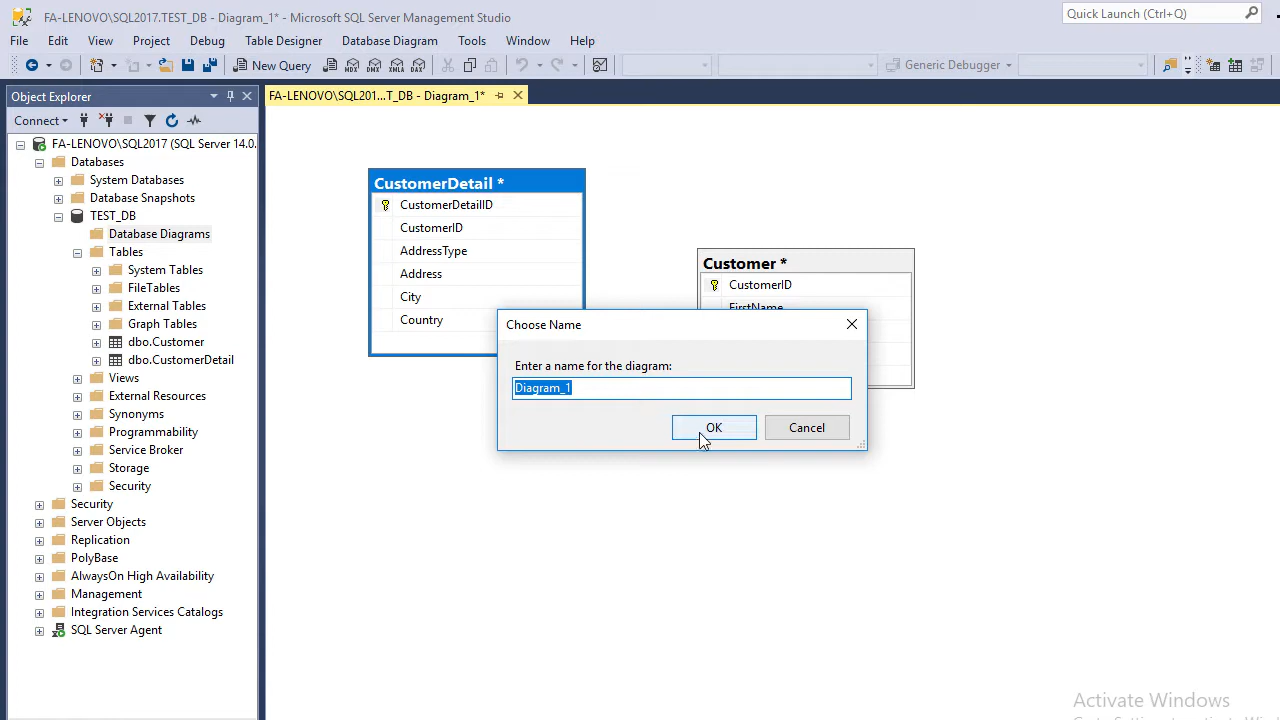 FA-LENOVO\SQL2017.TEST_DB - Diagram_1* - Microsoft SQL Server Management Studio
Quick Launch (Ctrl+Q)
File Edit View Project Debug Table Designer Database Diagram Tools Window Help
New Query
MDX DMX XMLA DAX
Generic Debugger
Object Explorer
FA-LENOVO\SQL201...T_DB - Diagram_1*
Connect
FA-LENOVO\SQL2017 (SQL Server 14.0.
Databases
System Databases
Database Snapshots
TEST_DB
Database Diagrams
Tables
System Tables
FileTables
External Tables
Graph Tables
dbo.Customer
dbo.CustomerDetail
Views
External Resources
Synonyms
Programmability
Service Broker
Storage
Security
Security
Server Objects
Replication
PolyBase
AlwaysOn High Availability
Management
Integration Services Catalogs
SQL Server Agent
CustomerDetail *
CustomerDetailID
CustomerID
AddressType
Address
City
Country
Customer *
CustomerID
FirstName
Choose Name
Enter a name for the diagram:
Diagram_1
OK
Cancel
Activate Windows